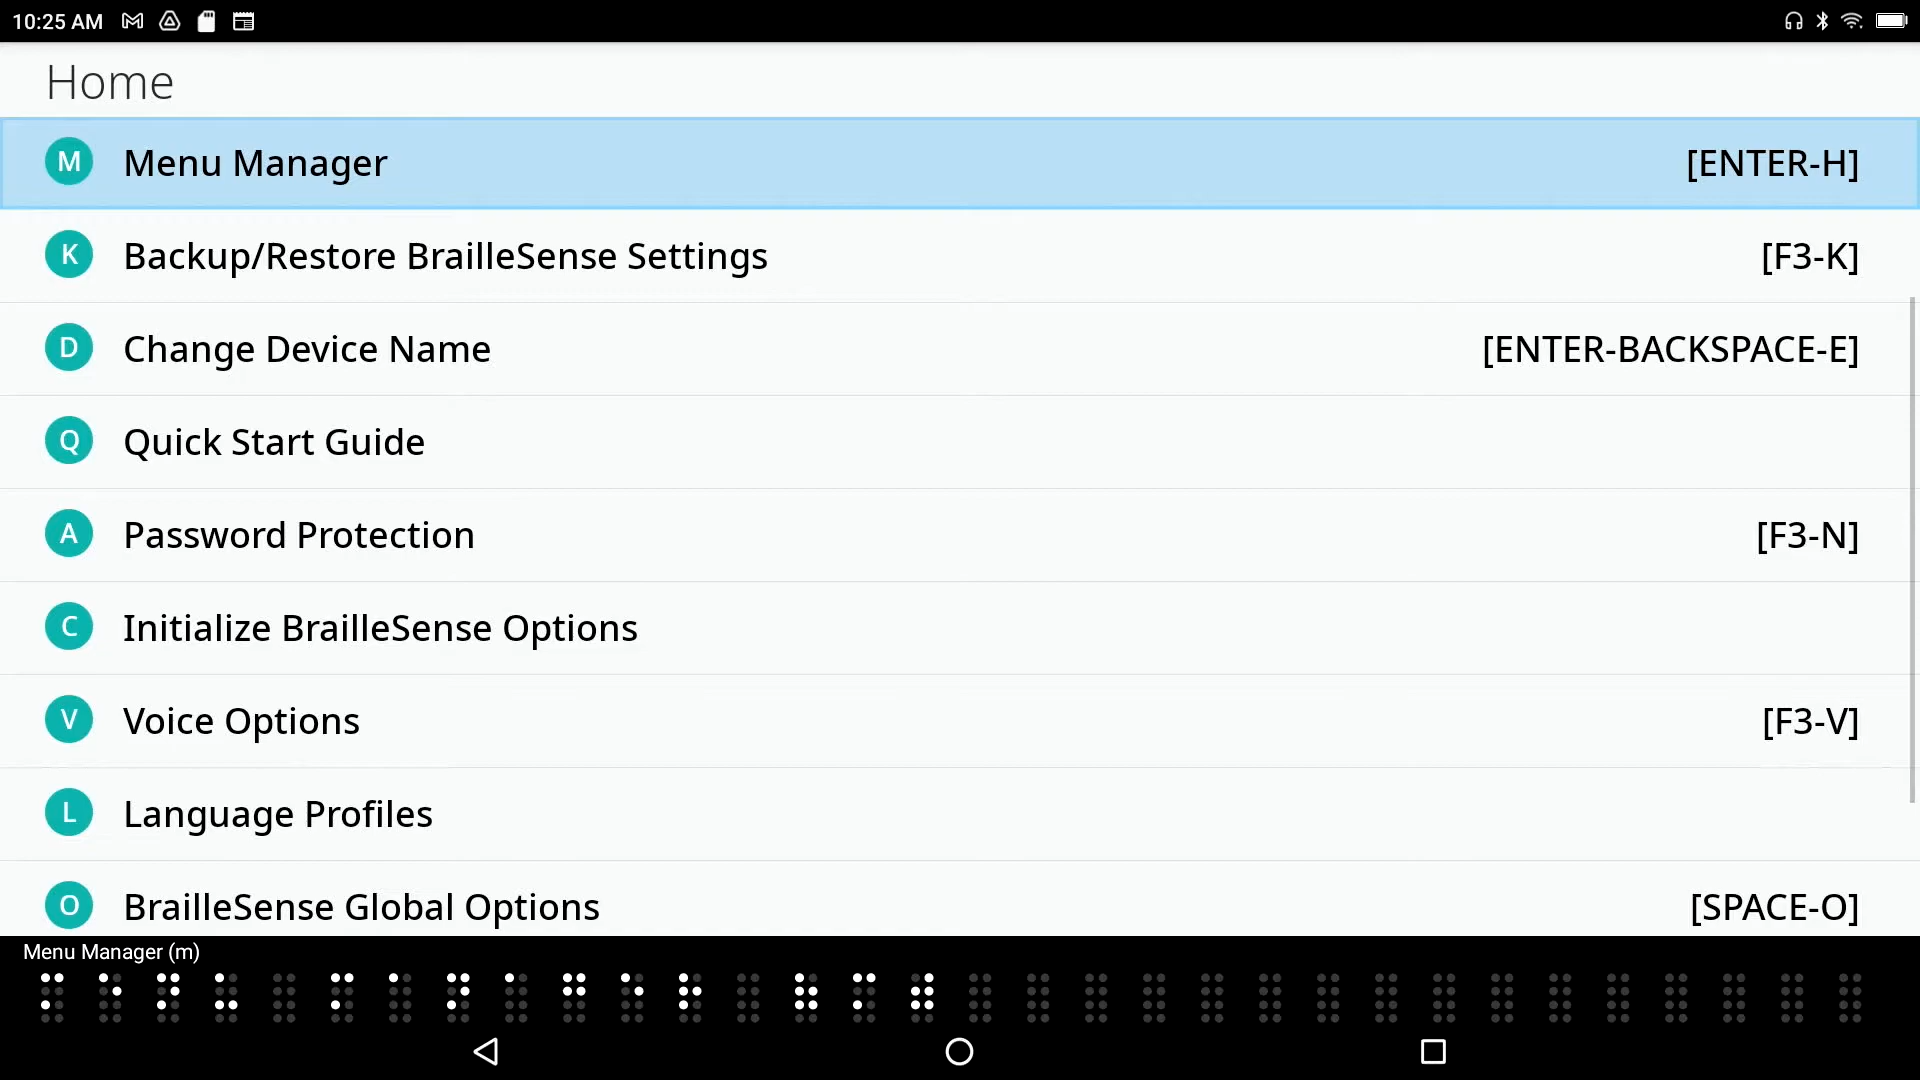 10:25 AM
Home
M Menu Manager [ENTER-H]
K Backup/Restore BrailleSense Settings [F3-K]
D Change Device Name [ENTER-BACKSPACE-E]
Q Quick Start Guide
A Password Protection [F3-N]
C Initialize BrailleSense Options
V Voice Options [F3-V]
L Language Profiles
O BrailleSense Global Options [SPACE-O]
Menu Manager (m)
⠍⠑⠝⠥⠀⠍⠁⠝⠁⠛⠑⠗⠀⠷⠍⠾